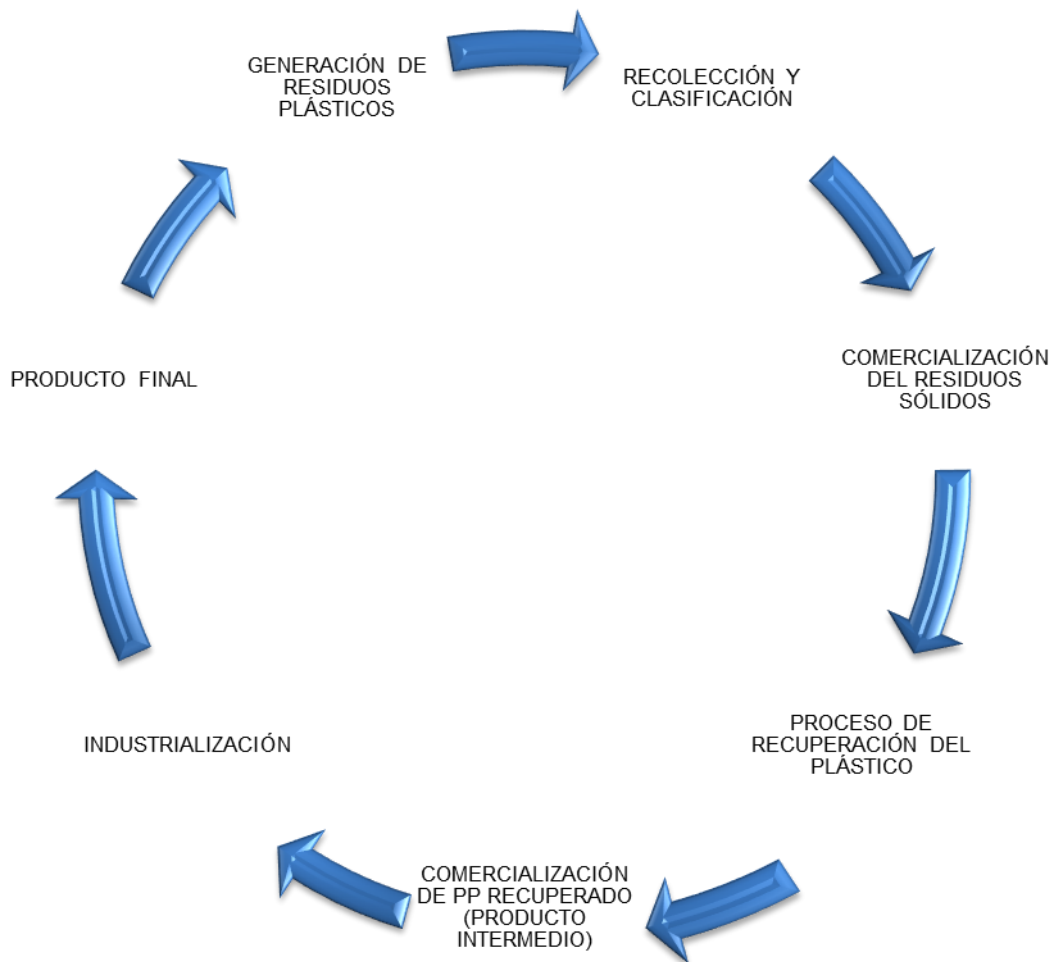 GENERACIÓN DE
RESIDUOS
PLÁSTICOS
RECOLECCIÓN Y
CLASIFICACIÓN
COMERCIALIZACIÓN
DEL RESIDUOS
SÓLIDOS
PROCESO DE
RECUPERACIÓN DEL
PLÁSTICO
COMERCIALIZACIÓN
DE PP RECUPERADO
(PRODUCTO
INTERMEDIO)
INDUSTRIALIZACIÓN
PRODUCTO FINAL